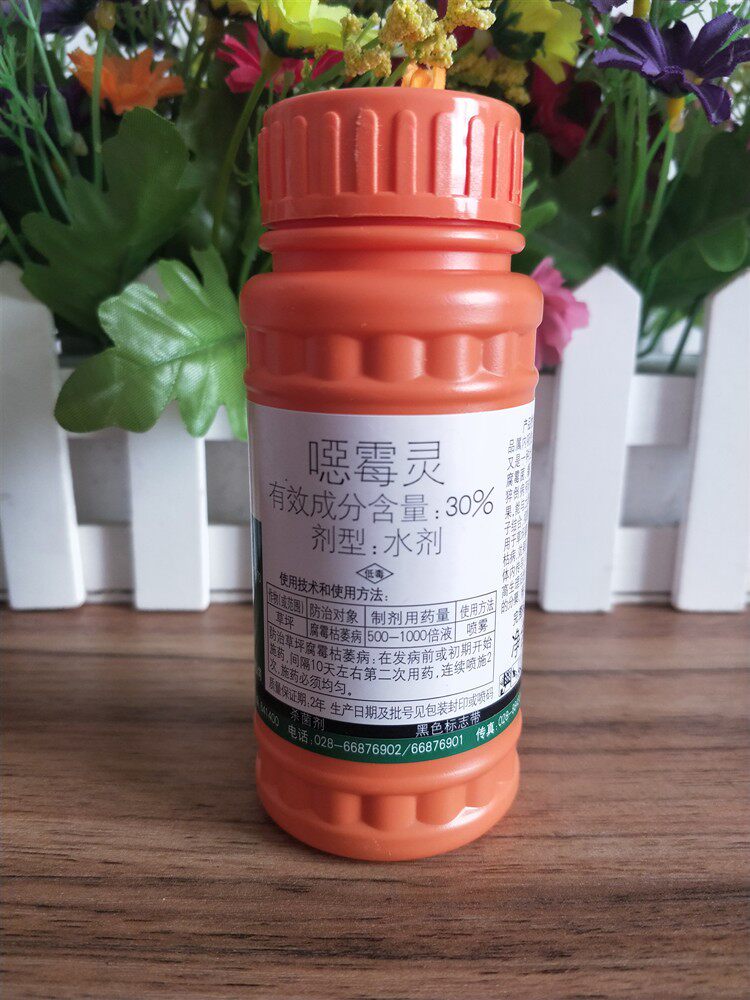 噁霉灵
有效成分含量:30%
剂型:水剂
低毒
使用技术和使用方法:
作物(或范围) 防治对象 制剂用药量 使用方法
草坪 腐霉枯萎病 500-1000倍液 喷雾
防治草坪腐霉枯萎病:在发病前或初期开始
施药,间隔10天左右第二次用药,连续喷施2
次,施药必须均匀。
质量保证期:2年 生产日期及批号见包装封印或喷码
杀菌剂 黑色标志带
电话:028-66876902/66876901 传真:028-